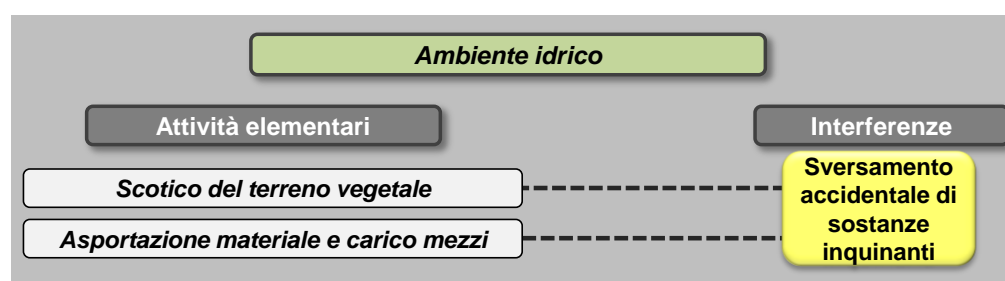 Ambiente idrico
Attività elementari
Interferenze
Scotico del terreno vegetale
Asportazione materiale e carico mezzi
Sversamento
accidentale di
sostanze
inquinanti